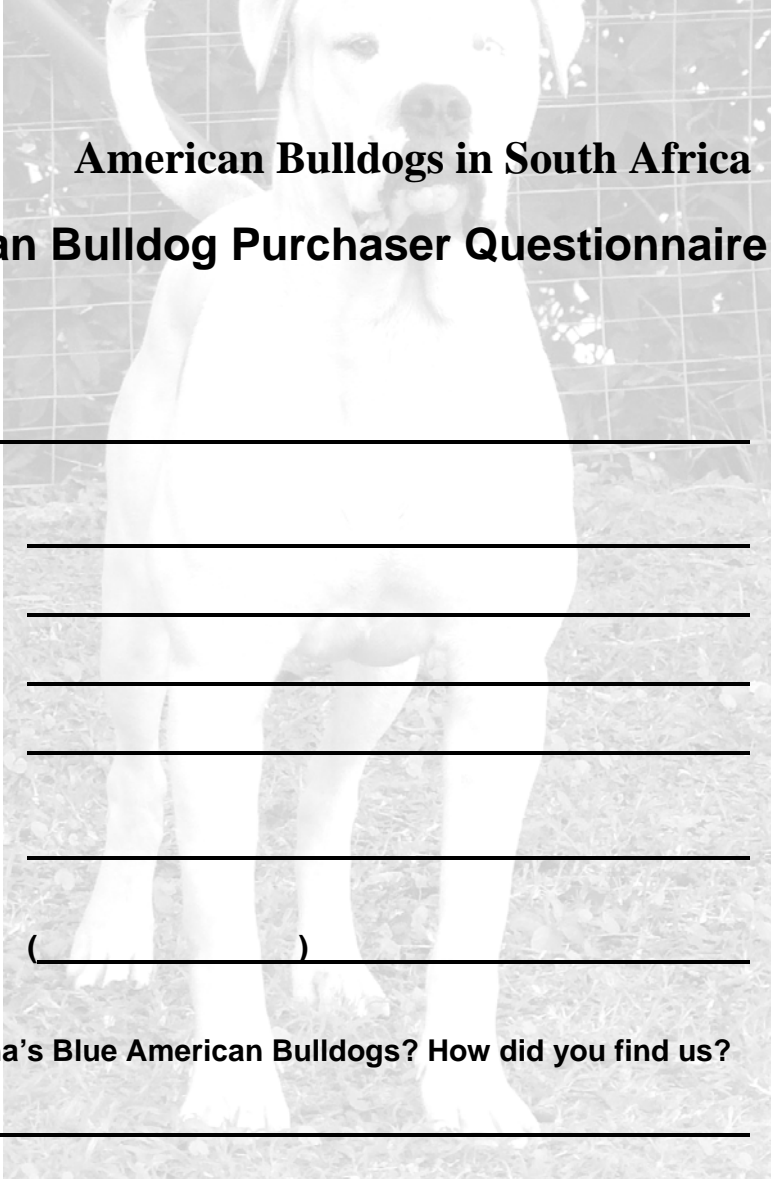 American Bulldogs in South Africa
an Bulldog Purchaser Questionnaire
( )
a's Blue American Bulldogs? How did you find us?